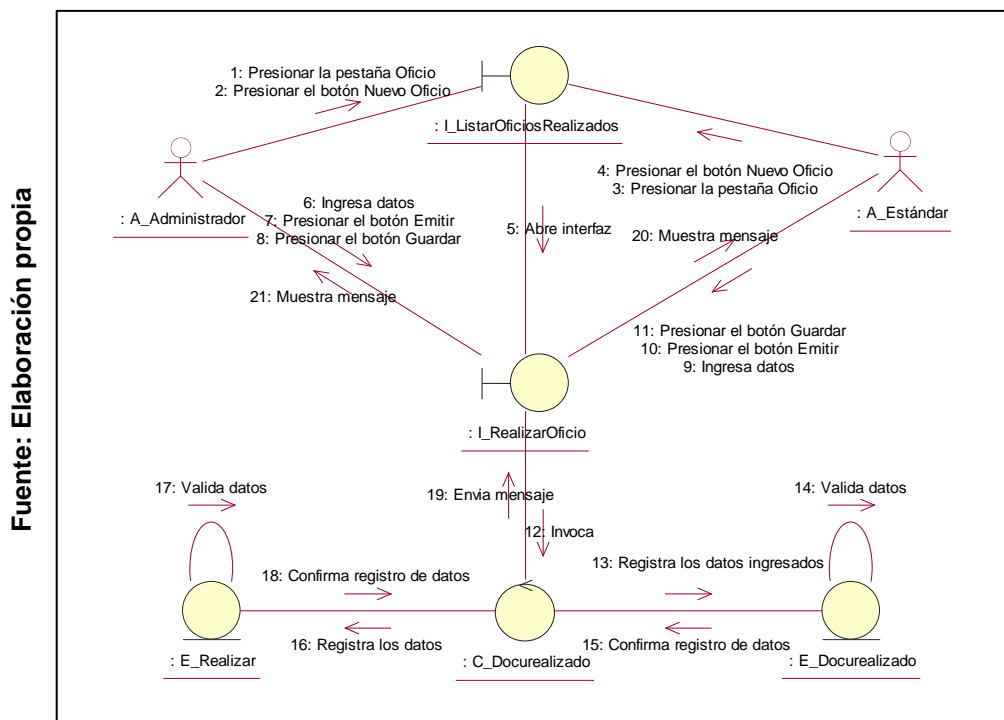 Fuente: Elaboración propia
1: Presionar la pestaña Oficio
2: Presionar el botón Nuevo Oficio
: I_ListarOficiosRealizados
4: Presionar el botón Nuevo Oficio
3: Presionar la pestaña Oficio
: A_Administrador
: A_Estándar
6: Ingresa datos
7: Presionar el botón Emitir
8: Presionar el botón Guardar
5: Abre interfaz
20: Muestra mensaje
21: Muestra mensaje
11: Presionar el botón Guardar
10: Presionar el botón Emitir
9: Ingresa datos
: I_RealizarOficio
17: Valida datos
19: Envia mensaje
14: Valida datos
12: Invoca
18: Confirma registro de datos
13: Registra los datos ingresados
16: Registra los datos
15: Confirma registro de datos
: E_Realizar
: C_Docurealizado
: E_Docurealizado